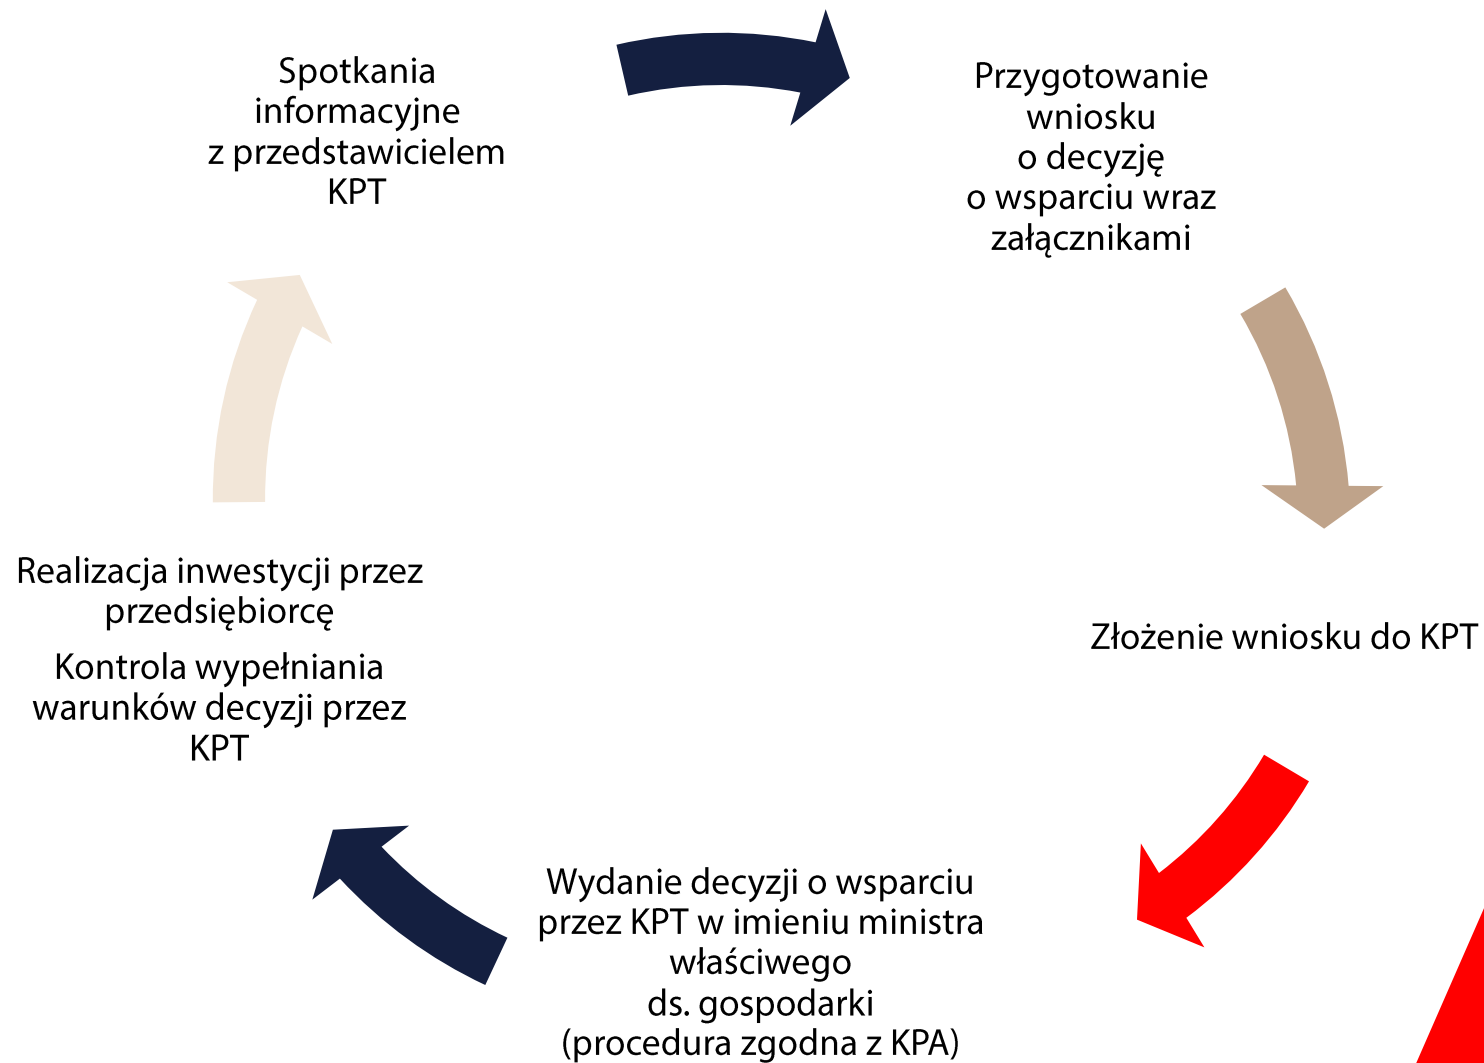 Spotkania
informacyjne
z przedstawicielem
KPT
Przygotowanie
wniosku
o decyzję
o wsparciu wraz
załącznikami
Złożenie wniosku do KPT
Wydanie decyzji o wsparciu
przez KPT w imieniu ministra
właściwego
ds. gospodarki
(procedura zgodna z KPA)
Realizacja inwestycji przez
przedsiębiorcę
Kontrola wypełniania
warunków decyzji przez
KPT